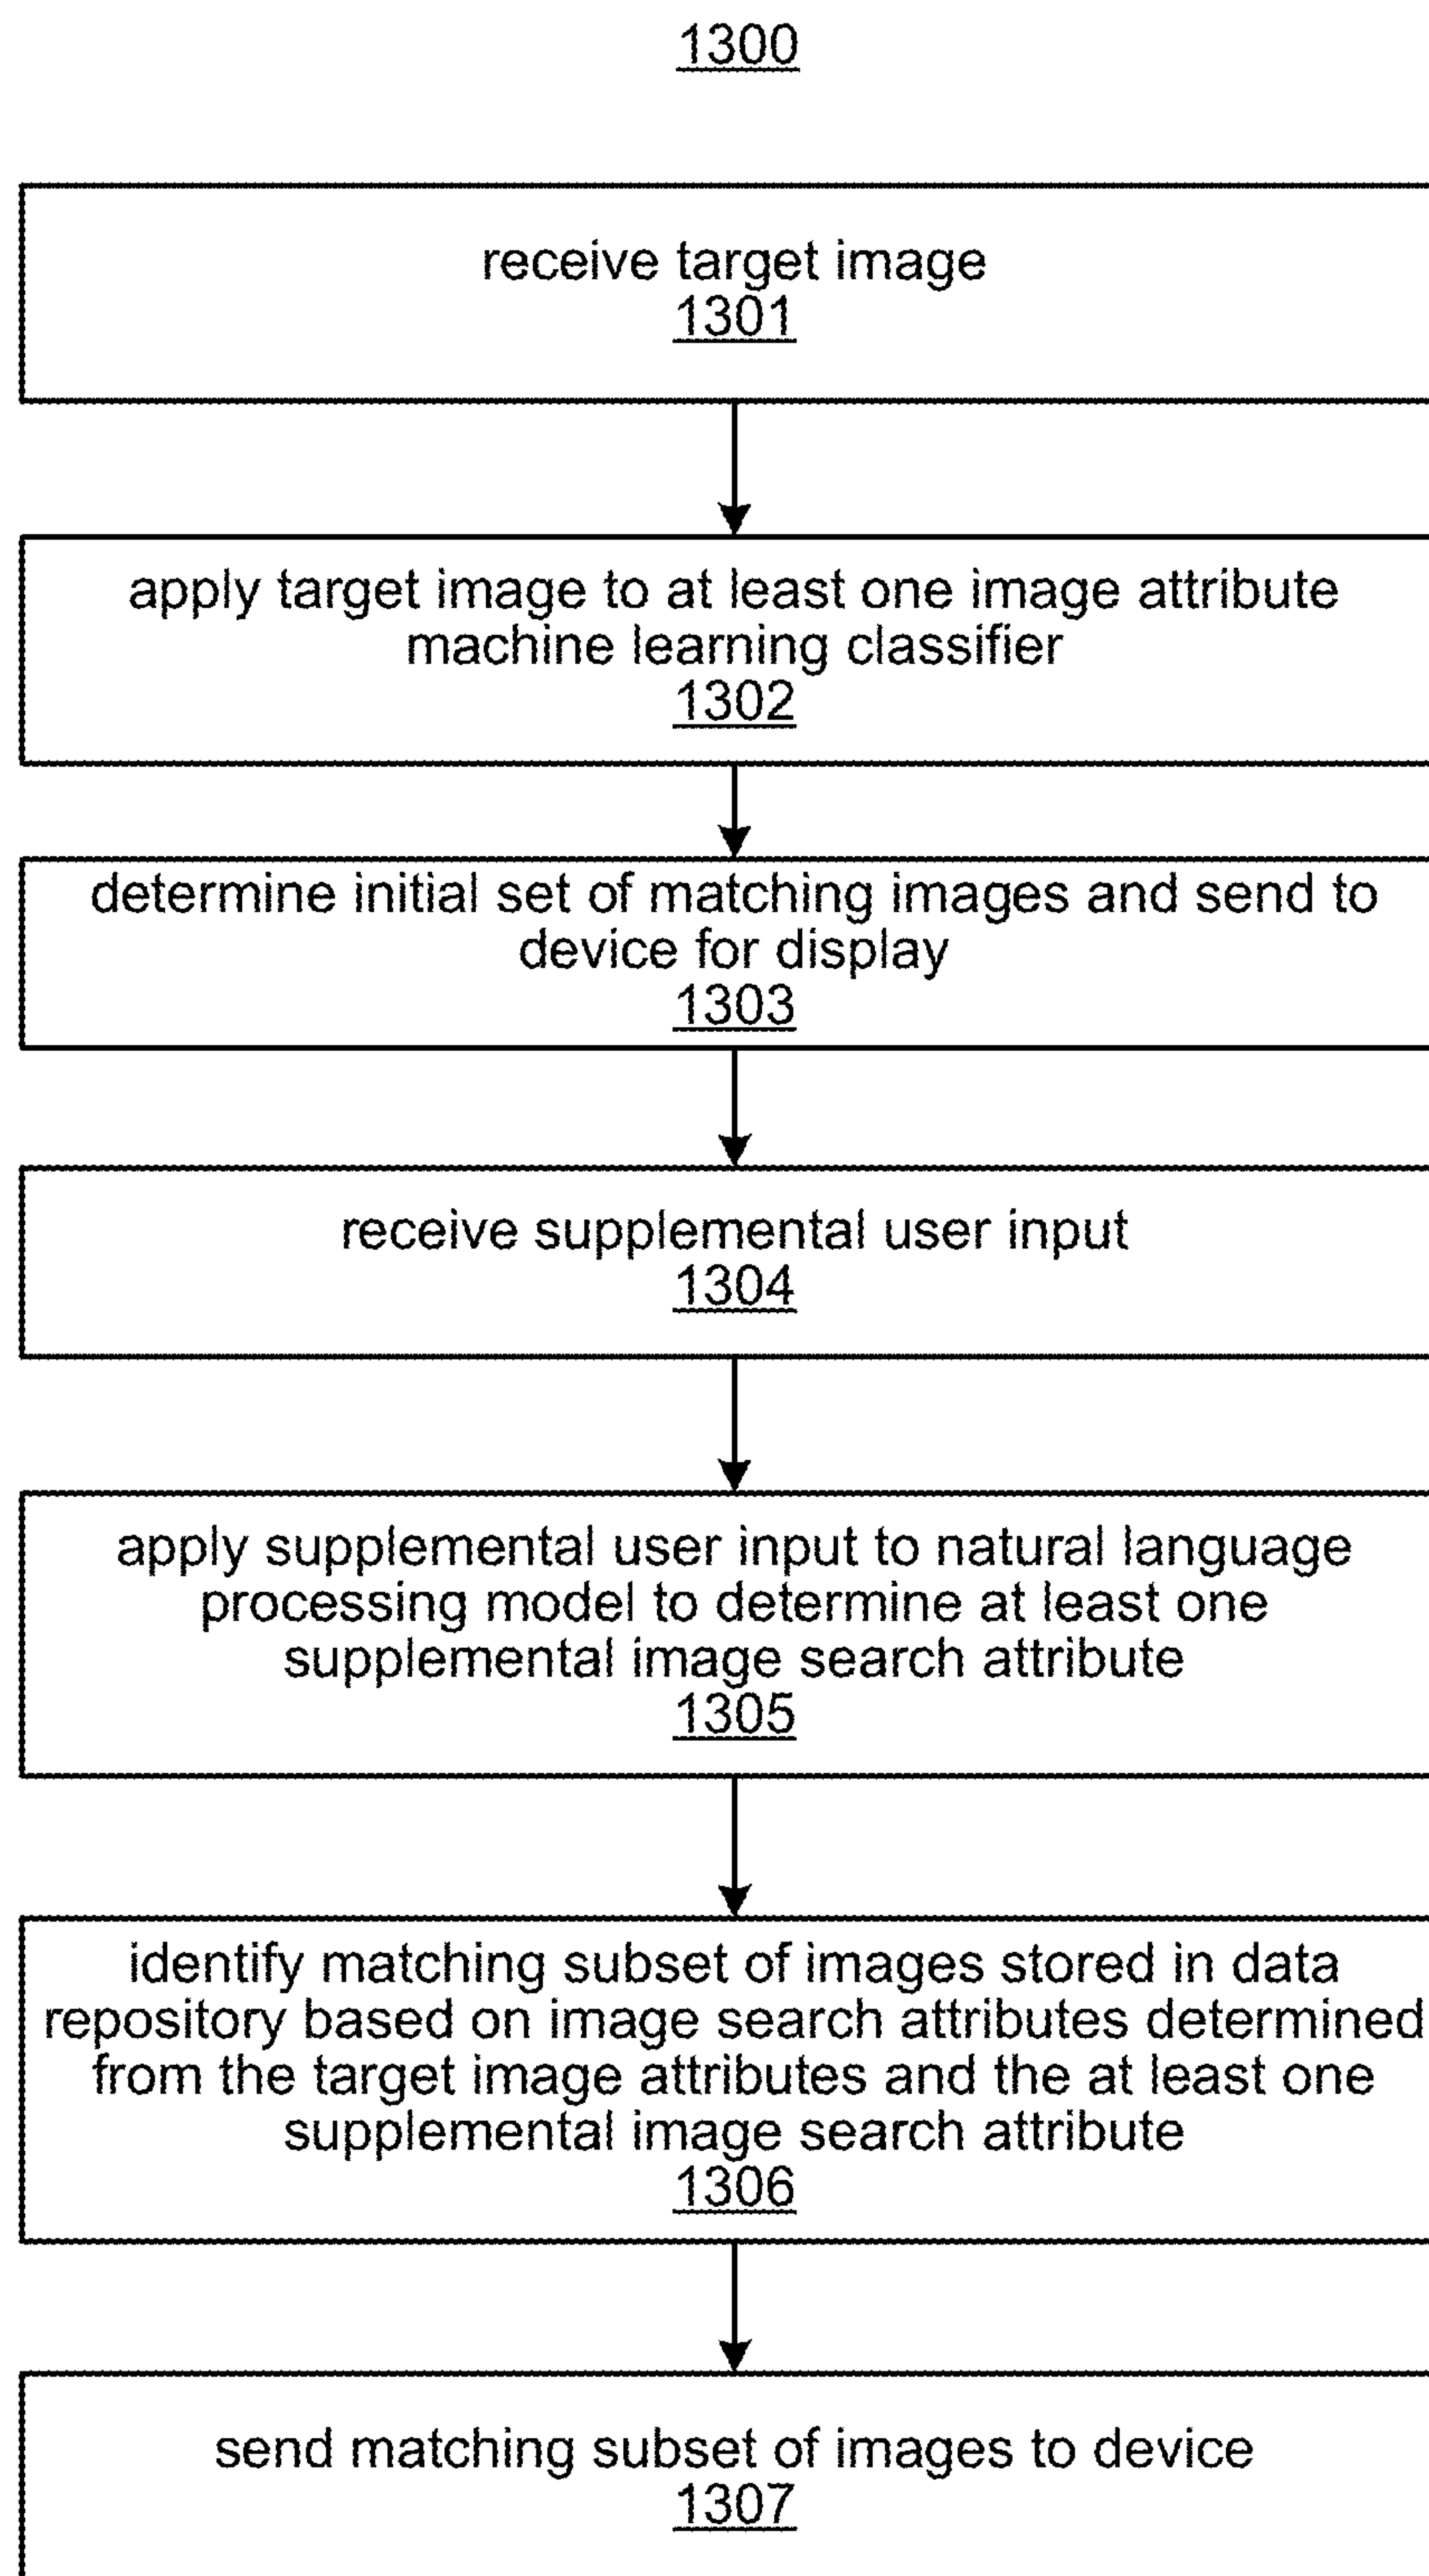 1300
receive target image
1301
apply target image to at least one image attribute
machine learning classifier
1302
determine initial set of matching images and send to
device for display
1303
receive supplemental user input
1304
apply supplemental user input to natural language
processing model to determine at least one
supplemental image search attribute
1305
identify matching subset of images stored in data
repository based on image search attributes determined
from the target image attributes and the at least one
supplemental image search attribute
1306
send matching subset of images to device
1307